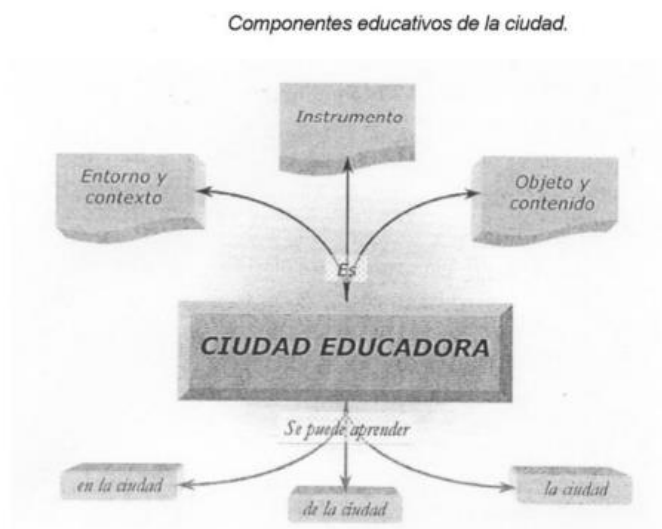 Componentes educativos de la ciudad.
Instrumento
Entorno y
contexto
Objeto y
contenido
Es
CIUDAD EDUCADORA
Se puede aprender
en la ciudad
de la ciudad
la ciudad